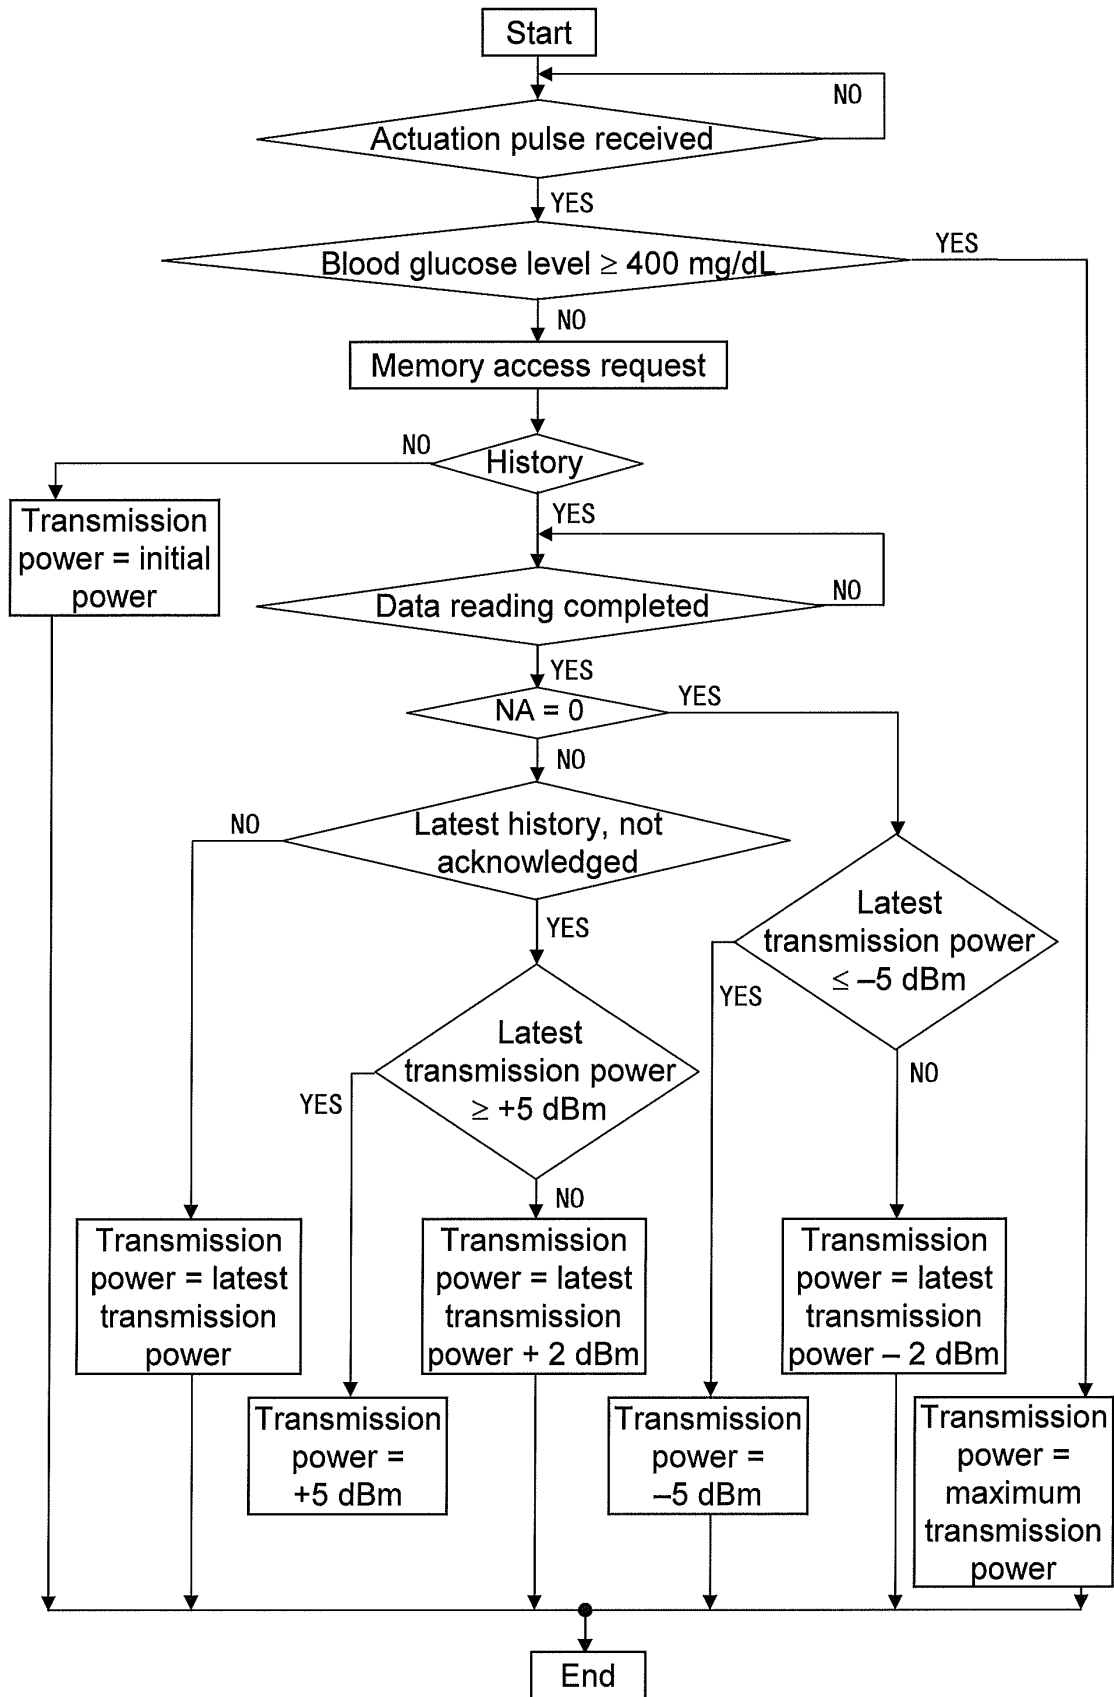 Start
NO
Actuation pulse received
YES
Blood glucose level ≥ 400 mg/dL
YES
NO
Memory access request
NO
History
YES
Transmission
power = initial
power
Data reading completed
NO
YES
NA = 0
YES
NO
NO
Latest history, not
acknowledged
YES
Latest
transmission power
≤ –5 dBm
YES
NO
Latest
transmission power
≥ +5 dBm
YES
NO
Transmission
power = latest
transmission
power
Transmission
power = latest
transmission
power + 2 dBm
Transmission
power = latest
transmission
power – 2 dBm
Transmission
power =
+5 dBm
Transmission
power =
–5 dBm
Transmission
power =
maximum
transmission
power
End